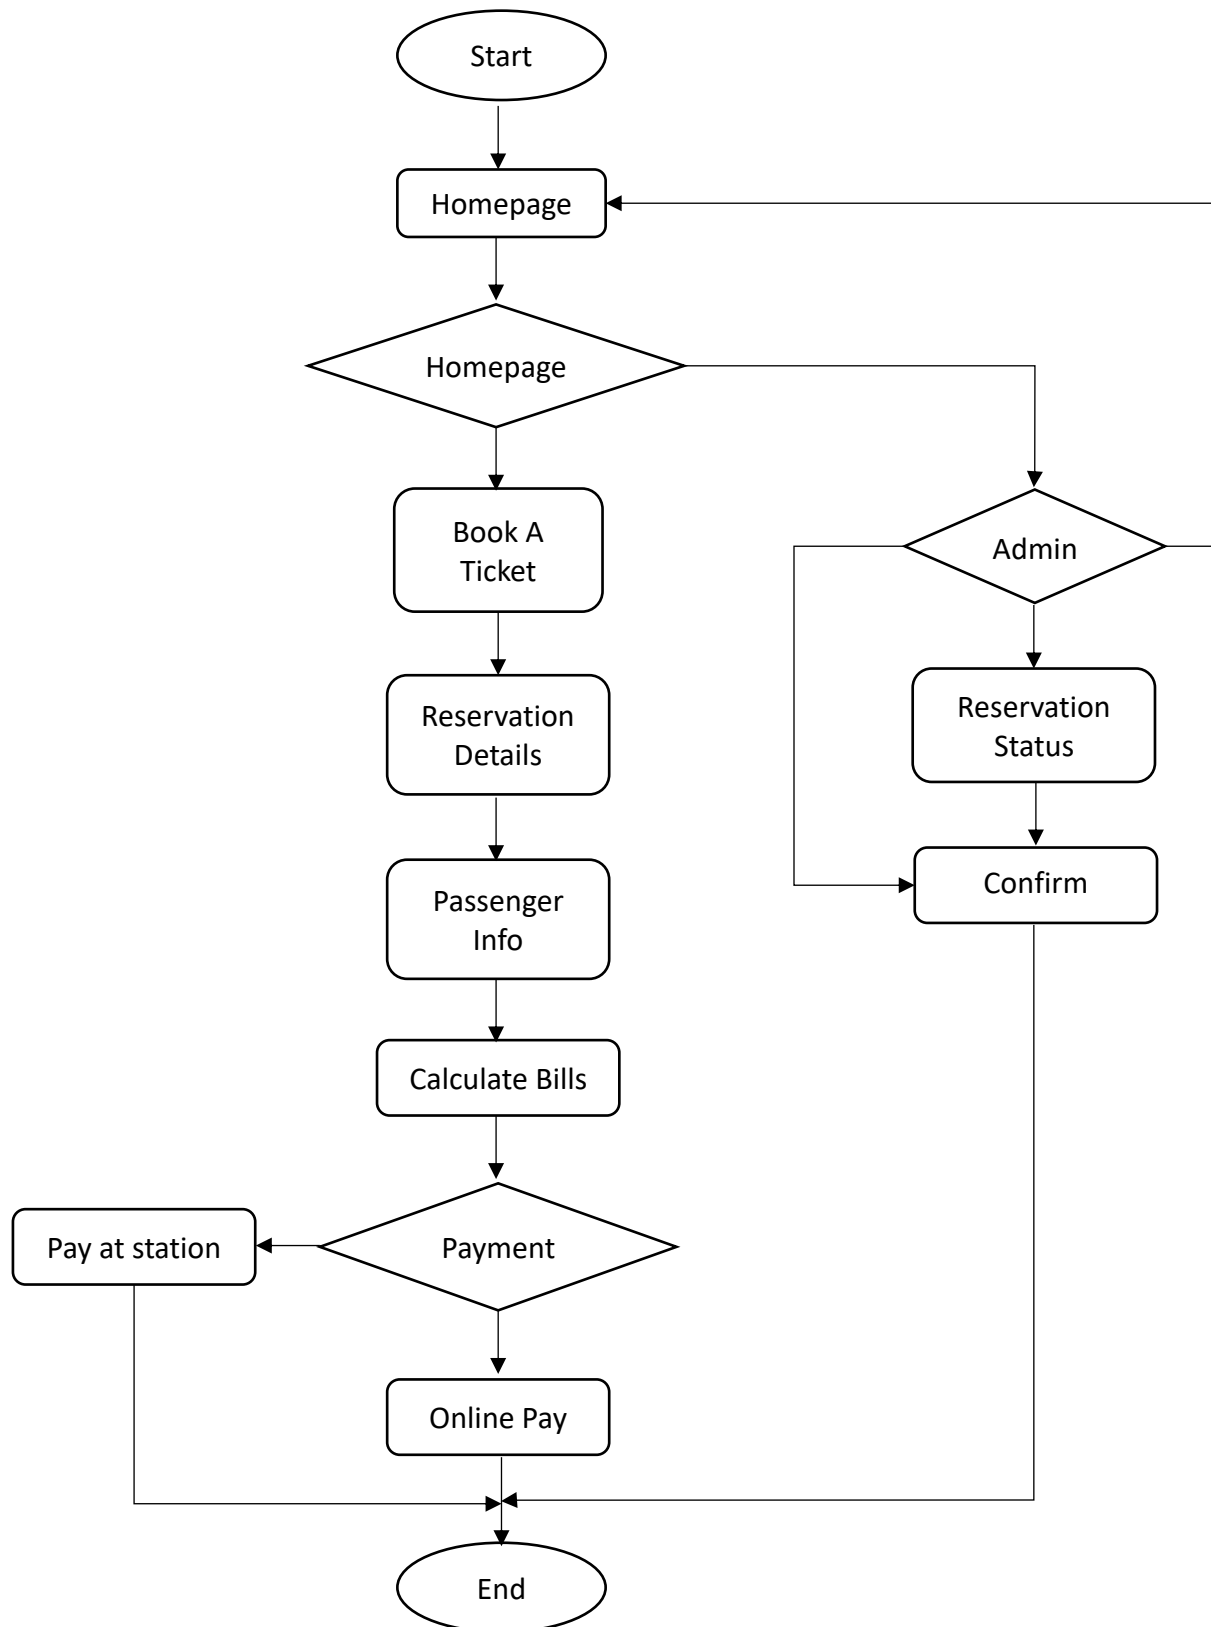 Start
Homepage
Homepage
Book A
Ticket
Admin
Reservation
Details
Reservation
Status
Passenger
Info
Confirm
Calculate Bills
Pay at station
Payment
Online Pay
End